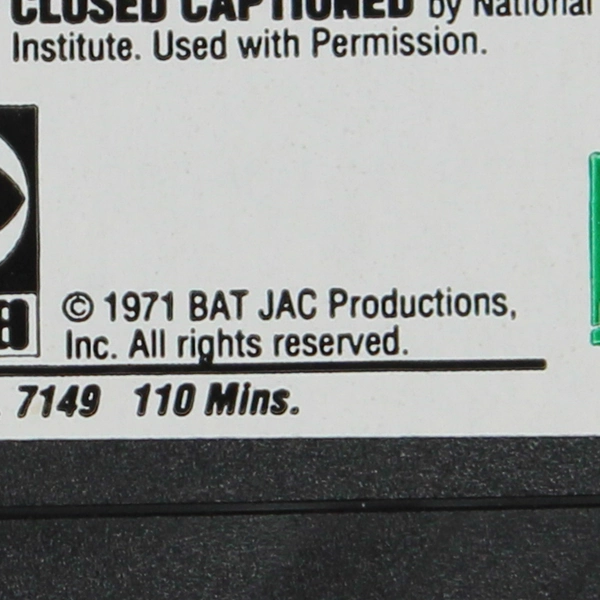 CLOSED CAPTIONED by National
Institute. Used with Permission.
© 1971 BAT JAC Productions,
Inc. All rights reserved.
7149 110 Mins.